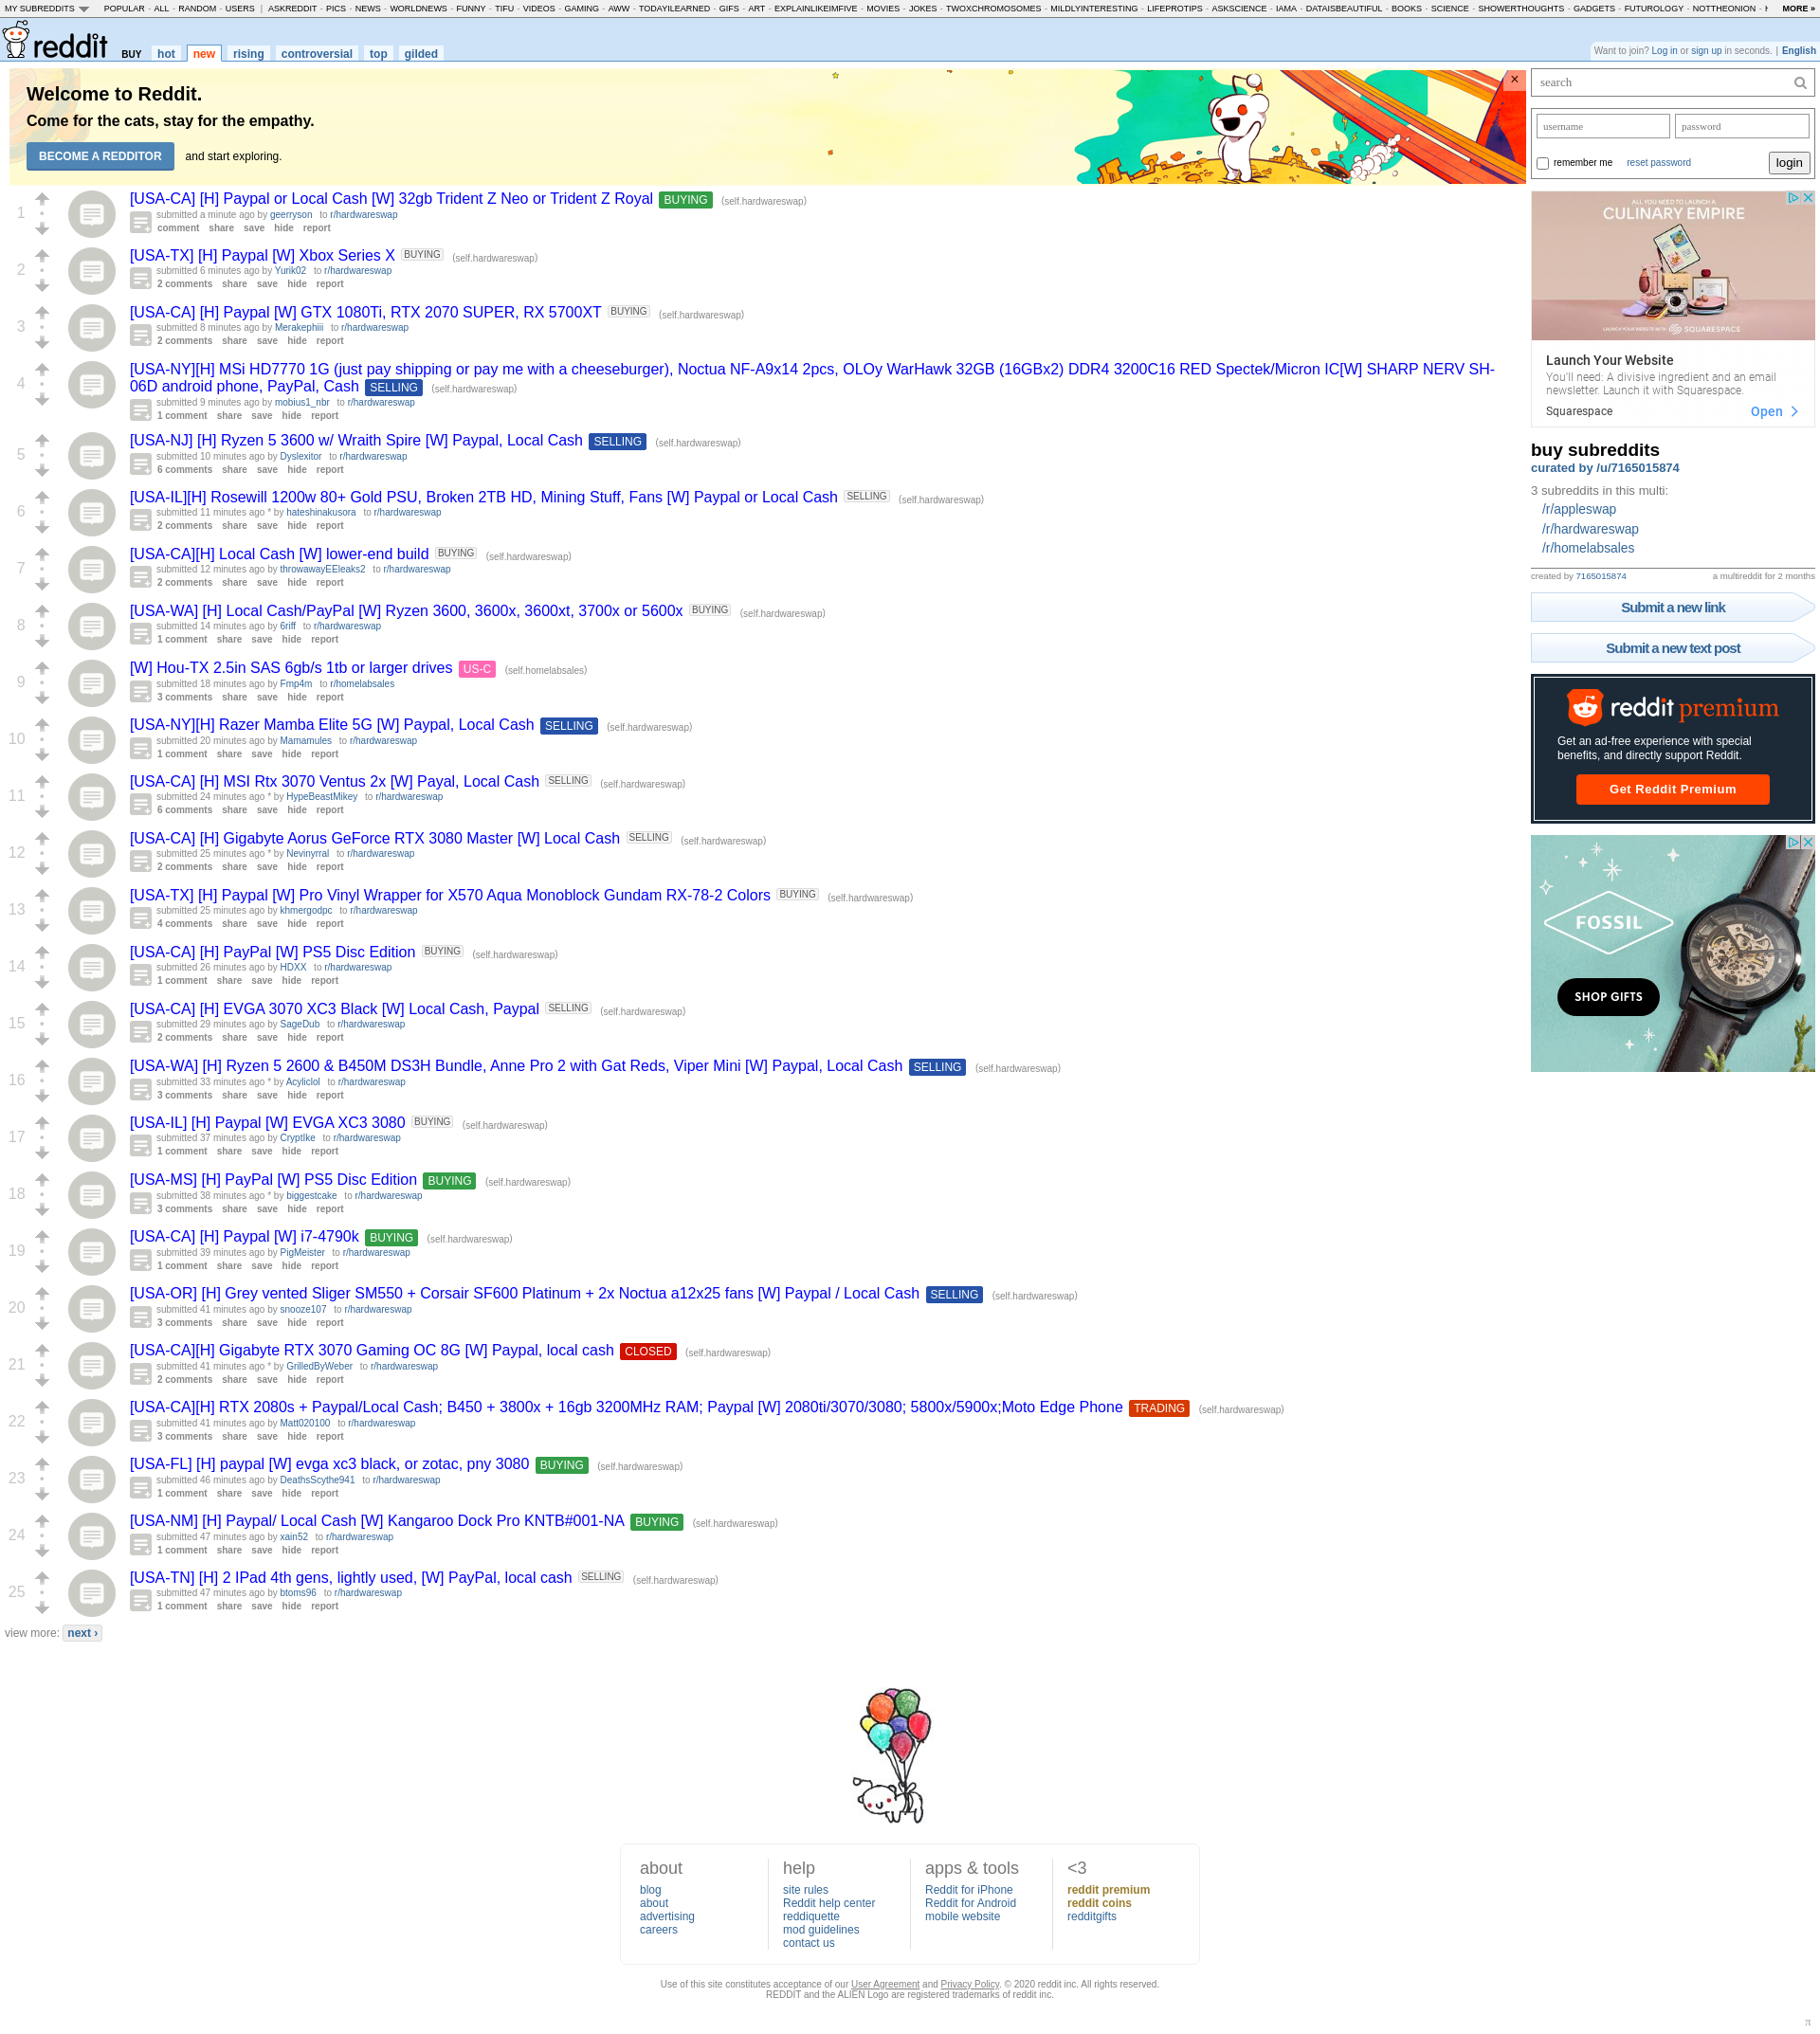 MY SUBREDDITS POPULAR - ALL - RANDOM - USERS | ASKREDDIT - PICS - NEWS - WORLDNEWS - FUNNY - TIFU - VIDEOS - GAMING - AWW - TODAYILEARNED - GIFS - ART - EXPLAINLIKEIMFIVE - MOVIES - JOKES - TWOXCHROMOSOMES - MILDLYINTERESTING - LIFEPROTIPS - ASKSCIENCE - IAMA - DATAISBEAUTIFUL - BOOKS - SCIENCE - SHOWERTHOUGHTS - GADGETS - FUTUROLOGY - NOTTHEONION - MORE »
reddit BUY hot new rising controversial top gilded
Want to join? Log in or sign up in seconds. | English
Welcome to Reddit.
Come for the cats, stay for the empathy.
BECOME A REDDITOR and start exploring.
×
1
[USA-CA] [H] Paypal or Local Cash [W] 32gb Trident Z Neo or Trident Z Royal BUYING (self.hardwareswap)
submitted a minute ago by geerryson to r/hardwareswap
comment share save hide report
2
[USA-TX] [H] Paypal [W] Xbox Series X BUYING (self.hardwareswap)
submitted 6 minutes ago by Yurik02 to r/hardwareswap
2 comments share save hide report
3
[USA-CA] [H] Paypal [W] GTX 1080Ti, RTX 2070 SUPER, RX 5700XT BUYING (self.hardwareswap)
submitted 8 minutes ago by Merakephiii to r/hardwareswap
2 comments share save hide report
4
[USA-NY][H] MSi HD7770 1G (just pay shipping or pay me with a cheeseburger), Noctua NF-A9x14 2pcs, OLOy WarHawk 32GB (16GBx2) DDR4 3200C16 RED Spectek/Micron IC[W] SHARP NERV SH-
06D android phone, PayPal, Cash SELLING (self.hardwareswap)
submitted 9 minutes ago by mobius1_nbr to r/hardwareswap
1 comment share save hide report
5
[USA-NJ] [H] Ryzen 5 3600 w/ Wraith Spire [W] Paypal, Local Cash SELLING (self.hardwareswap)
submitted 10 minutes ago by Dyslexitor to r/hardwareswap
6 comments share save hide report
6
[USA-IL][H] Rosewill 1200w 80+ Gold PSU, Broken 2TB HD, Mining Stuff, Fans [W] Paypal or Local Cash SELLING (self.hardwareswap)
submitted 11 minutes ago * by hateshinakusora to r/hardwareswap
2 comments share save hide report
7
[USA-CA][H] Local Cash [W] lower-end build BUYING (self.hardwareswap)
submitted 12 minutes ago by throwawayEEleaks2 to r/hardwareswap
2 comments share save hide report
8
[USA-WA] [H] Local Cash/PayPal [W] Ryzen 3600, 3600x, 3600xt, 3700x or 5600x BUYING (self.hardwareswap)
submitted 14 minutes ago by 6riff to r/hardwareswap
1 comment share save hide report
9
[W] Hou-TX 2.5in SAS 6gb/s 1tb or larger drives US-C (self.homelabsales)
submitted 18 minutes ago by Fmp4m to r/homelabsales
3 comments share save hide report
10
[USA-NY][H] Razer Mamba Elite 5G [W] Paypal, Local Cash SELLING (self.hardwareswap)
submitted 20 minutes ago by Mamamules to r/hardwareswap
1 comment share save hide report
11
[USA-CA] [H] MSI Rtx 3070 Ventus 2x [W] Payal, Local Cash SELLING (self.hardwareswap)
submitted 24 minutes ago * by HypeBeastMikey to r/hardwareswap
6 comments share save hide report
12
[USA-CA] [H] Gigabyte Aorus GeForce RTX 3080 Master [W] Local Cash SELLING (self.hardwareswap)
submitted 25 minutes ago * by Nevinyrral to r/hardwareswap
2 comments share save hide report
13
[USA-TX] [H] Paypal [W] Pro Vinyl Wrapper for X570 Aqua Monoblock Gundam RX-78-2 Colors BUYING (self.hardwareswap)
submitted 25 minutes ago by khmergodpc to r/hardwareswap
4 comments share save hide report
14
[USA-CA] [H] PayPal [W] PS5 Disc Edition BUYING (self.hardwareswap)
submitted 26 minutes ago by HDXX to r/hardwareswap
1 comment share save hide report
15
[USA-CA] [H] EVGA 3070 XC3 Black [W] Local Cash, Paypal SELLING (self.hardwareswap)
submitted 29 minutes ago by SageDub to r/hardwareswap
2 comments share save hide report
16
[USA-WA] [H] Ryzen 5 2600 & B450M DS3H Bundle, Anne Pro 2 with Gat Reds, Viper Mini [W] Paypal, Local Cash SELLING (self.hardwareswap)
submitted 33 minutes ago * by Acyliclol to r/hardwareswap
3 comments share save hide report
17
[USA-IL] [H] Paypal [W] EVGA XC3 3080 BUYING (self.hardwareswap)
submitted 37 minutes ago by CryptIke to r/hardwareswap
1 comment share save hide report
18
[USA-MS] [H] PayPal [W] PS5 Disc Edition BUYING (self.hardwareswap)
submitted 38 minutes ago * by biggestcake to r/hardwareswap
3 comments share save hide report
19
[USA-CA] [H] Paypal [W] i7-4790k BUYING (self.hardwareswap)
submitted 39 minutes ago by PigMeister to r/hardwareswap
1 comment share save hide report
20
[USA-OR] [H] Grey vented Sliger SM550 + Corsair SF600 Platinum + 2x Noctua a12x25 fans [W] Paypal / Local Cash SELLING (self.hardwareswap)
submitted 41 minutes ago by snooze107 to r/hardwareswap
3 comments share save hide report
21
[USA-CA][H] Gigabyte RTX 3070 Gaming OC 8G [W] Paypal, local cash CLOSED (self.hardwareswap)
submitted 41 minutes ago * by GrilledByWeber to r/hardwareswap
2 comments share save hide report
22
[USA-CA][H] RTX 2080s + Paypal/Local Cash; B450 + 3800x + 16gb 3200MHz RAM; Paypal [W] 2080ti/3070/3080; 5800x/5900x;Moto Edge Phone TRADING (self.hardwareswap)
submitted 41 minutes ago by Matt020100 to r/hardwareswap
3 comments share save hide report
23
[USA-FL] [H] paypal [W] evga xc3 black, or zotac, pny 3080 BUYING (self.hardwareswap)
submitted 46 minutes ago by DeathsScythe941 to r/hardwareswap
1 comment share save hide report
24
[USA-NM] [H] Paypal/ Local Cash [W] Kangaroo Dock Pro KNTB#001-NA BUYING (self.hardwareswap)
submitted 47 minutes ago by xain52 to r/hardwareswap
1 comment share save hide report
25
[USA-TN] [H] 2 IPad 4th gens, lightly used, [W] PayPal, local cash SELLING (self.hardwareswap)
submitted 47 minutes ago by btoms96 to r/hardwareswap
1 comment share save hide report
view more: next ›
search
username password
remember me reset password login
ALL YOU NEED TO LAUNCH A
CULINARY EMPIRE
LAUNCH YOUR WEBSITE WITH SQUARESPACE
Launch Your Website
You'll need: A divisive ingredient and an email
newsletter. Launch it with Squarespace.
Squarespace Open
buy subreddits
curated by /u/7165015874
3 subreddits in this multi:
/r/appleswap
/r/hardwareswap
/r/homelabsales
created by 7165015874 a multireddit for 2 months
Submit a new link
Submit a new text post
reddit premium
Get an ad-free experience with special
benefits, and directly support Reddit.
Get Reddit Premium
FOSSIL
SHOP GIFTS
about
blog
about
advertising
careers
help
site rules
Reddit help center
reddiquette
mod guidelines
contact us
apps & tools
Reddit for iPhone
Reddit for Android
mobile website
<3
reddit premium
reddit coins
redditgifts
Use of this site constitutes acceptance of our User Agreement and Privacy Policy. © 2020 reddit inc. All rights reserved.
REDDIT and the ALIEN Logo are registered trademarks of reddit inc.
π